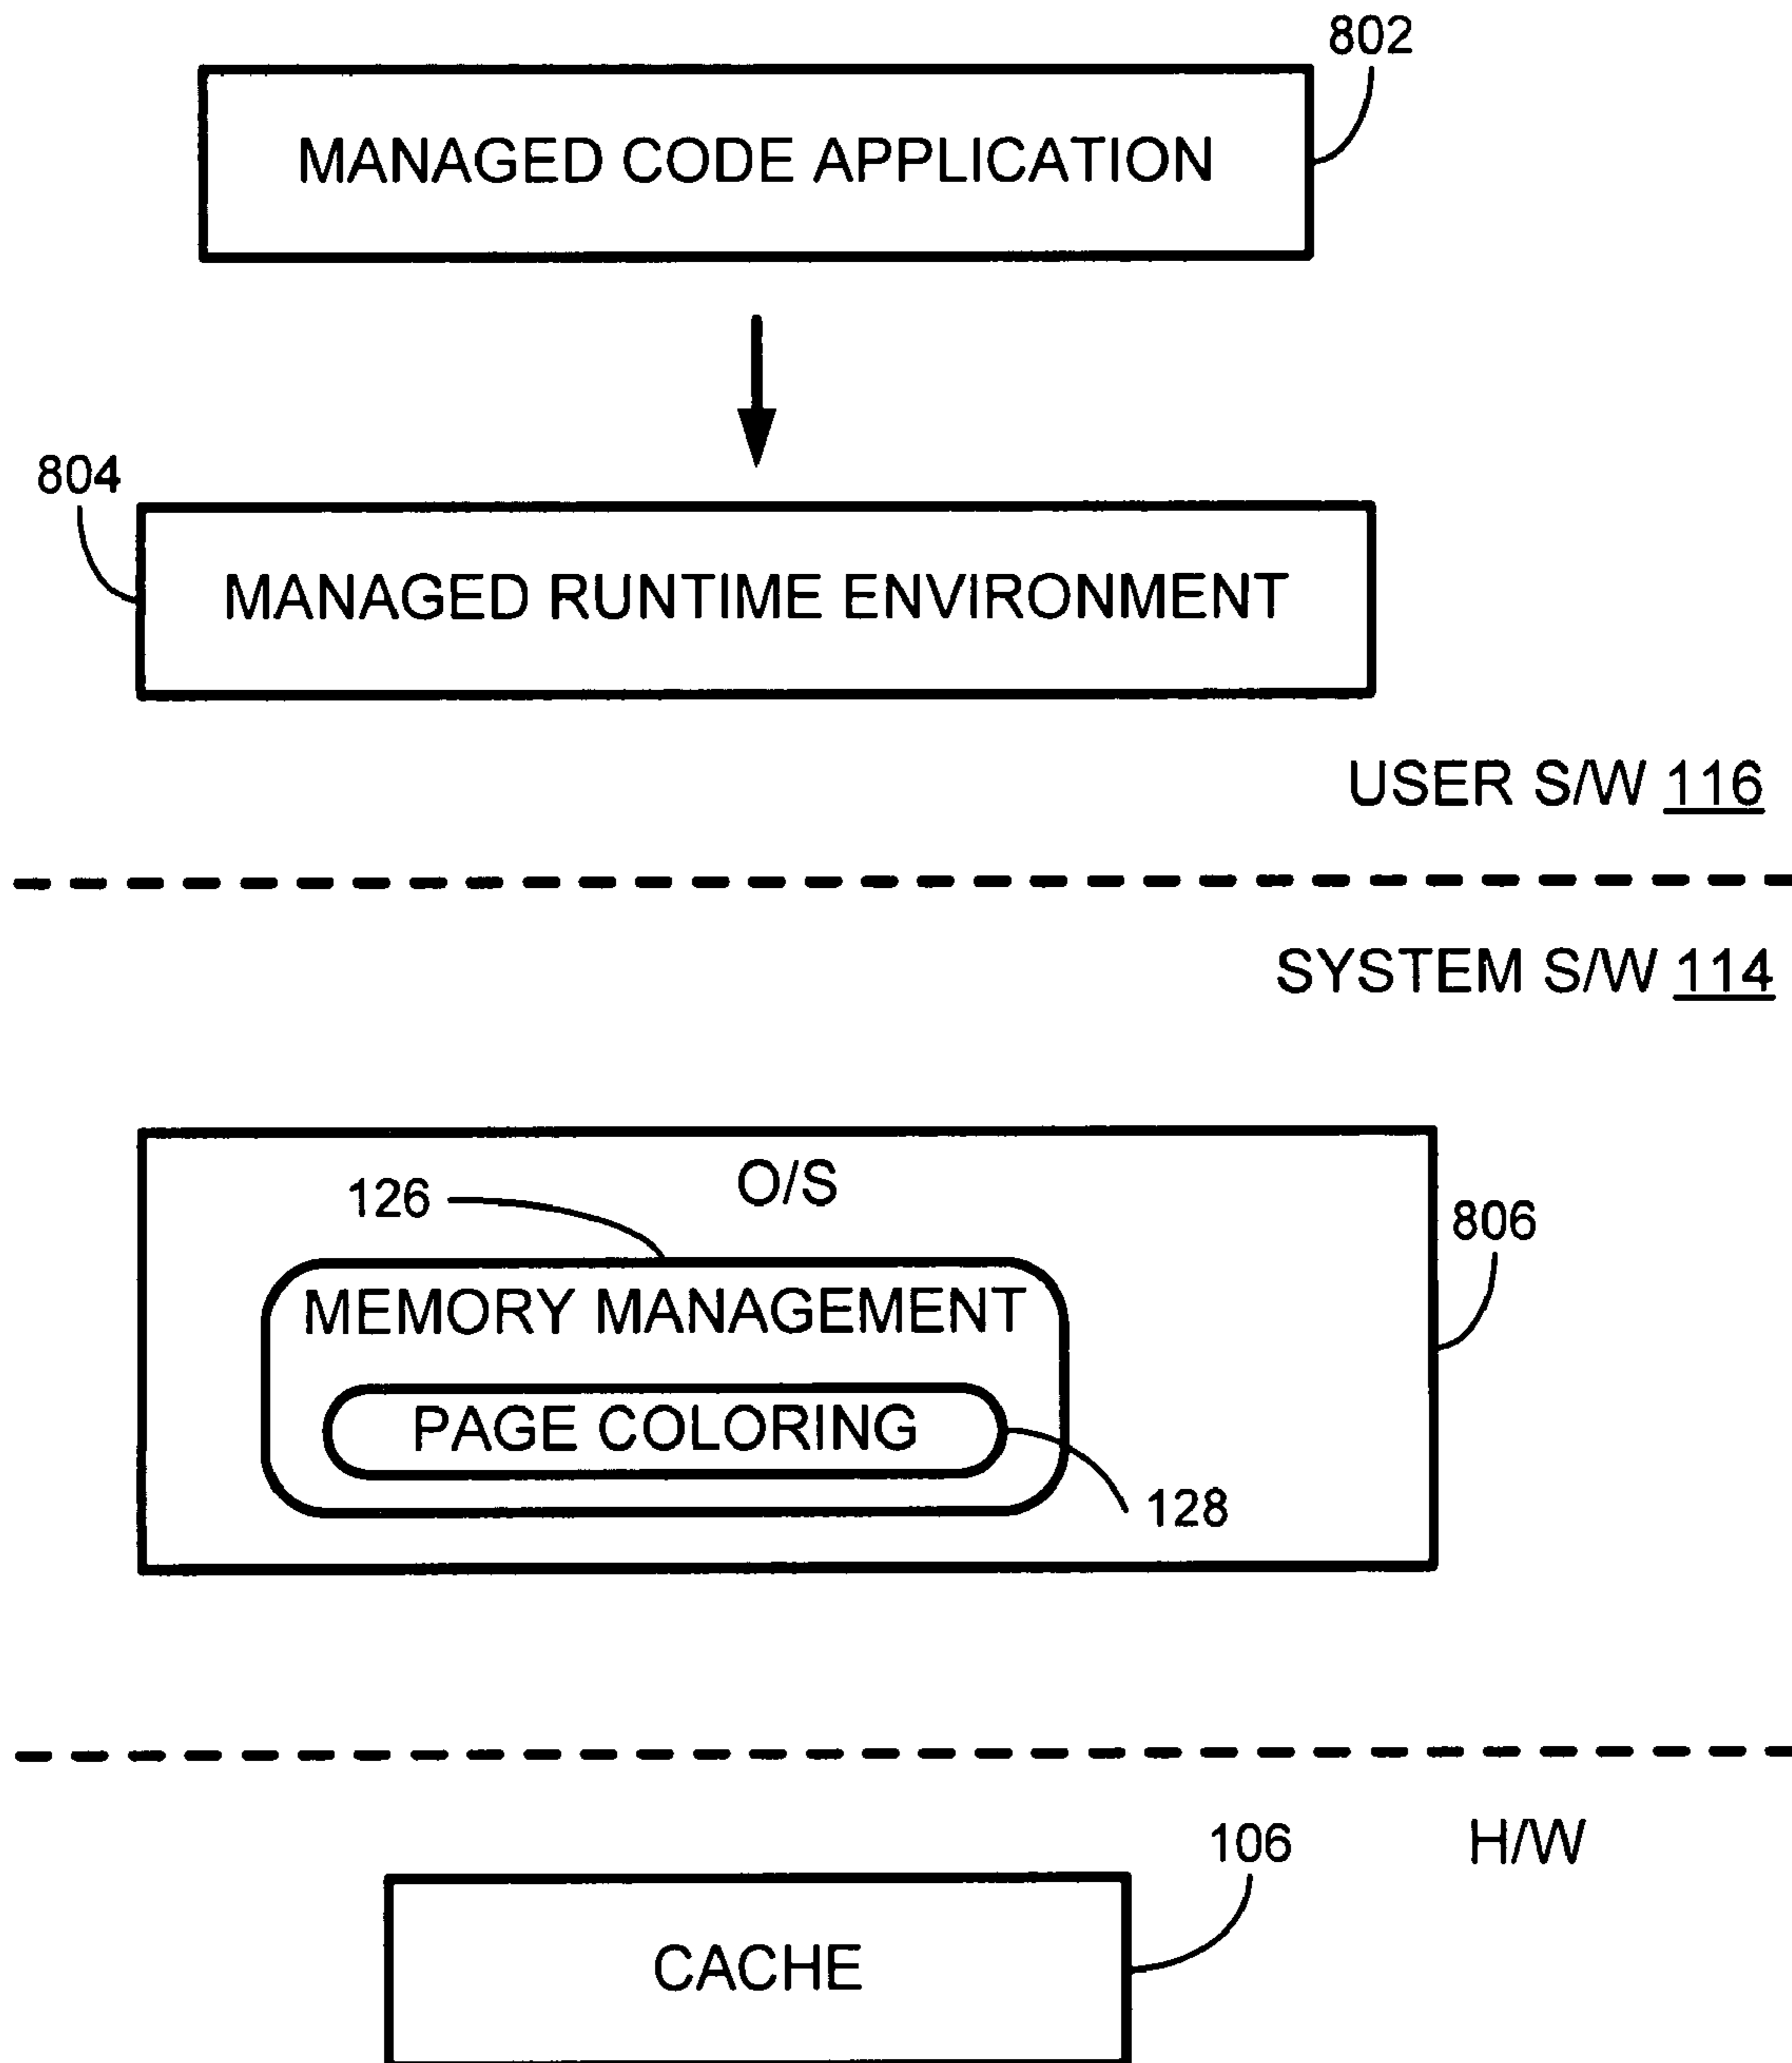 802
MANAGED CODE APPLICATION
804
MANAGED RUNTIME ENVIRONMENT
USER S/W 116
SYSTEM S/W 114
O/S
126
806
MEMORY MANAGEMENT
PAGE COLORING
128
106
H/W
CACHE